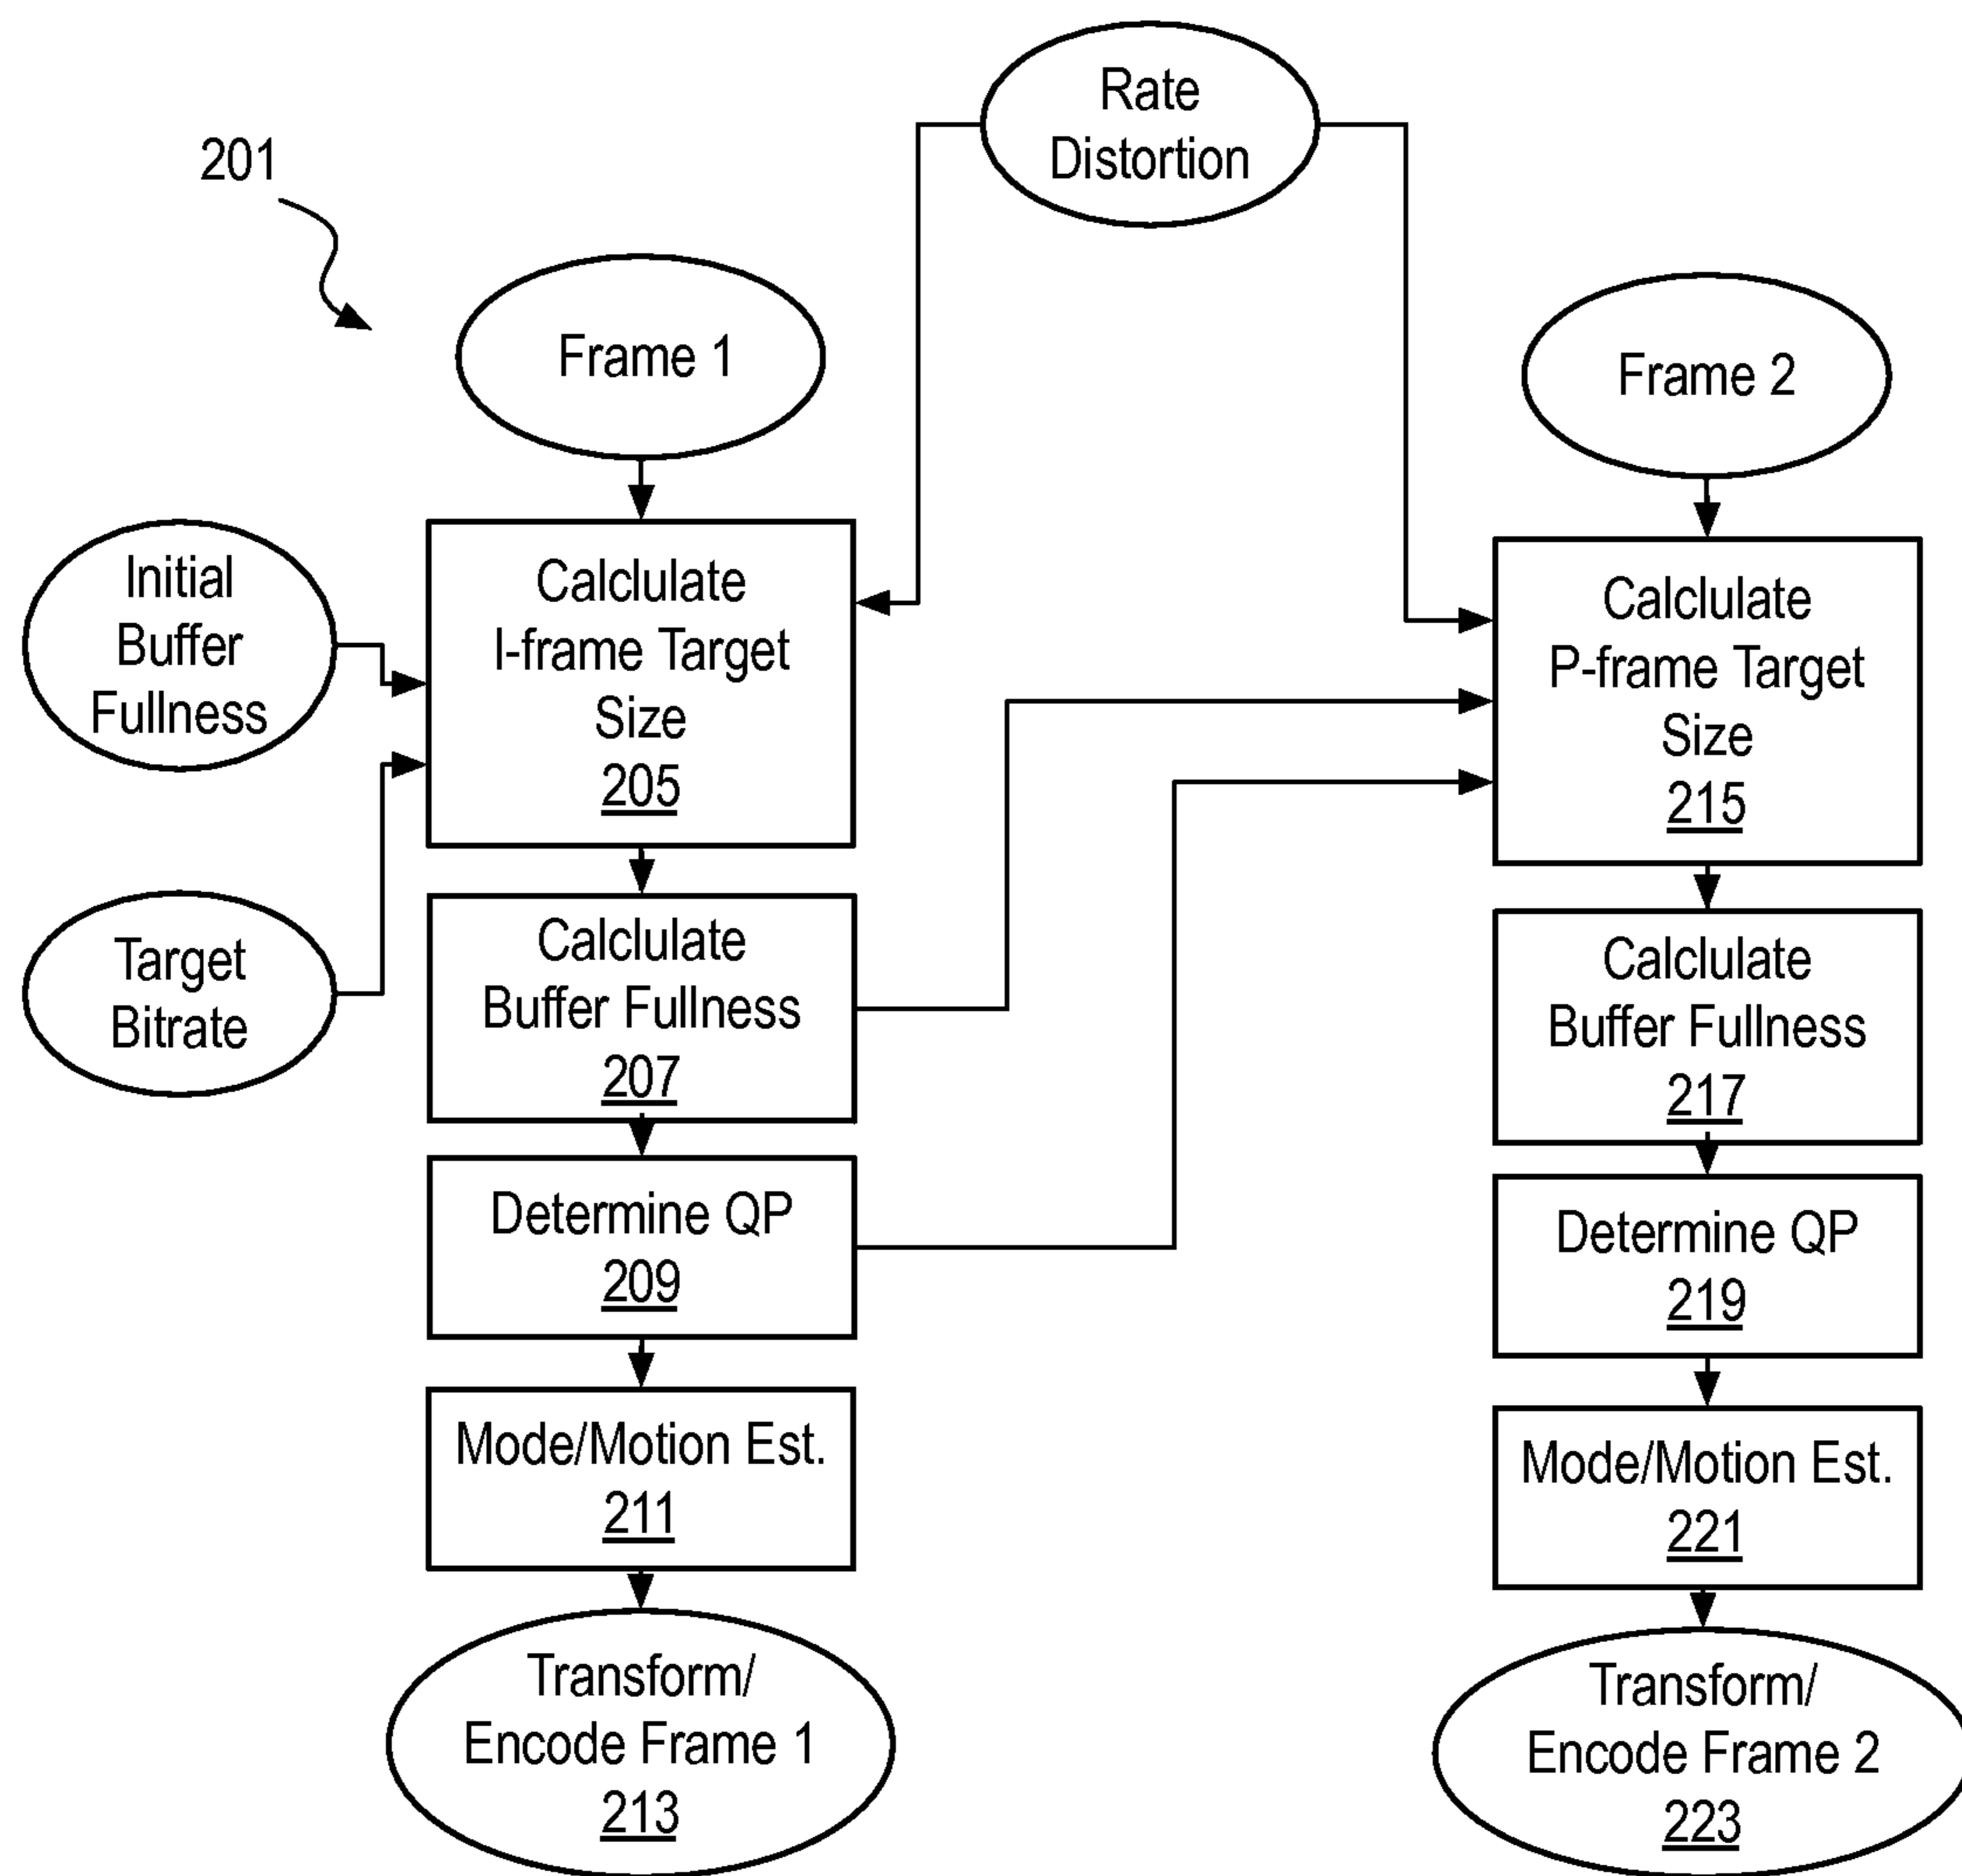 Rate
Distortion
201
Frame 1
Frame 2
Initial
Buffer
Fullness
Calclulate
I-frame Target
Size
205
Calclulate
P-frame Target
Size
215
Target
Bitrate
Calclulate
Buffer Fullness
207
Calclulate
Buffer Fullness
217
Determine QP
209
Determine QP
219
Mode/Motion Est.
211
Mode/Motion Est.
221
Transform/
Encode Frame 1
213
Transform/
Encode Frame 2
223